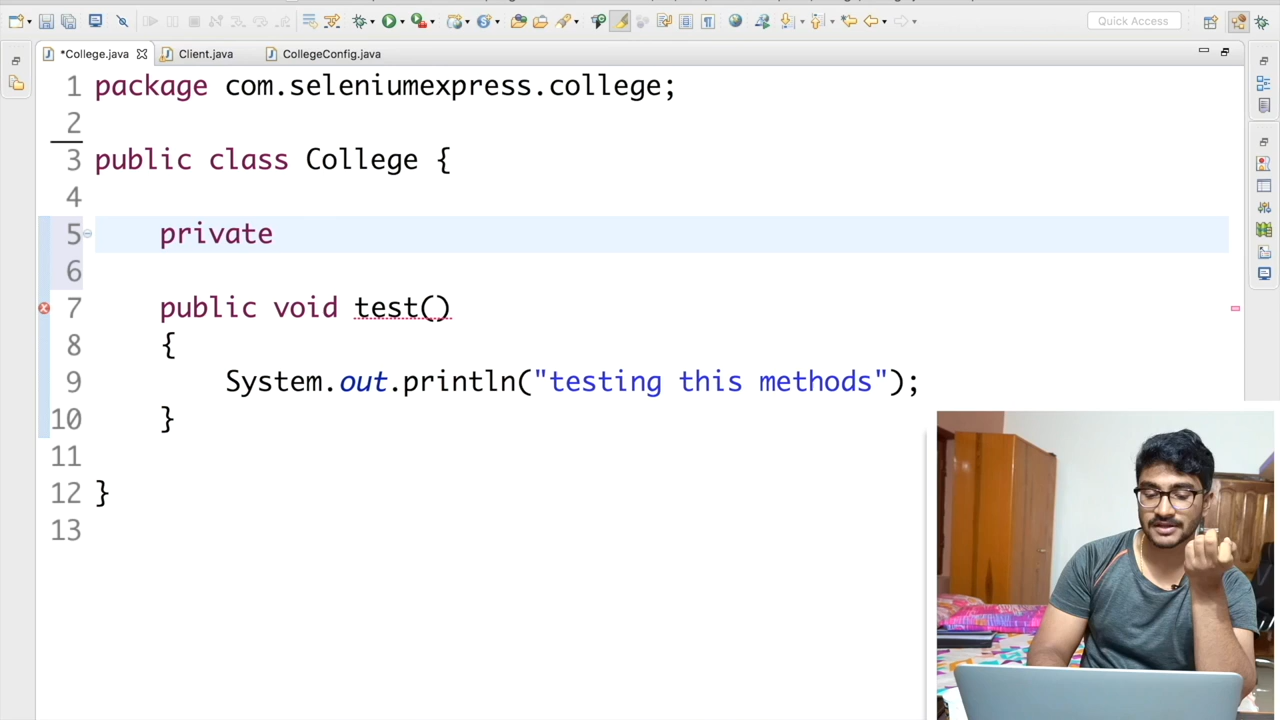 Quick Access
*College.java
Client.java
CollegeConfig.java
1 package com.seleniumexpress.college;
2
3 public class College {
4
5 private
6
7 public void test()
8 {
9 System.out.println("testing this methods");
10 }
11
12 }
13